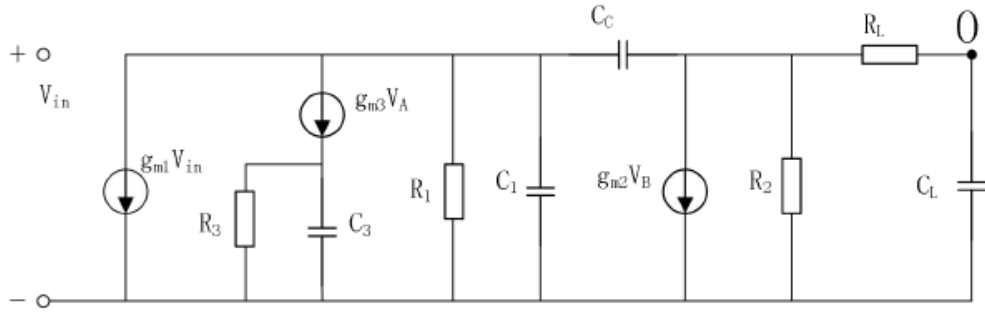 C_C
R_L
O
+
V_in
g_m3V_A
g_m1V_in
R_3
C_3
R_1
C_1
g_m2V_B
R_2
C_L
−